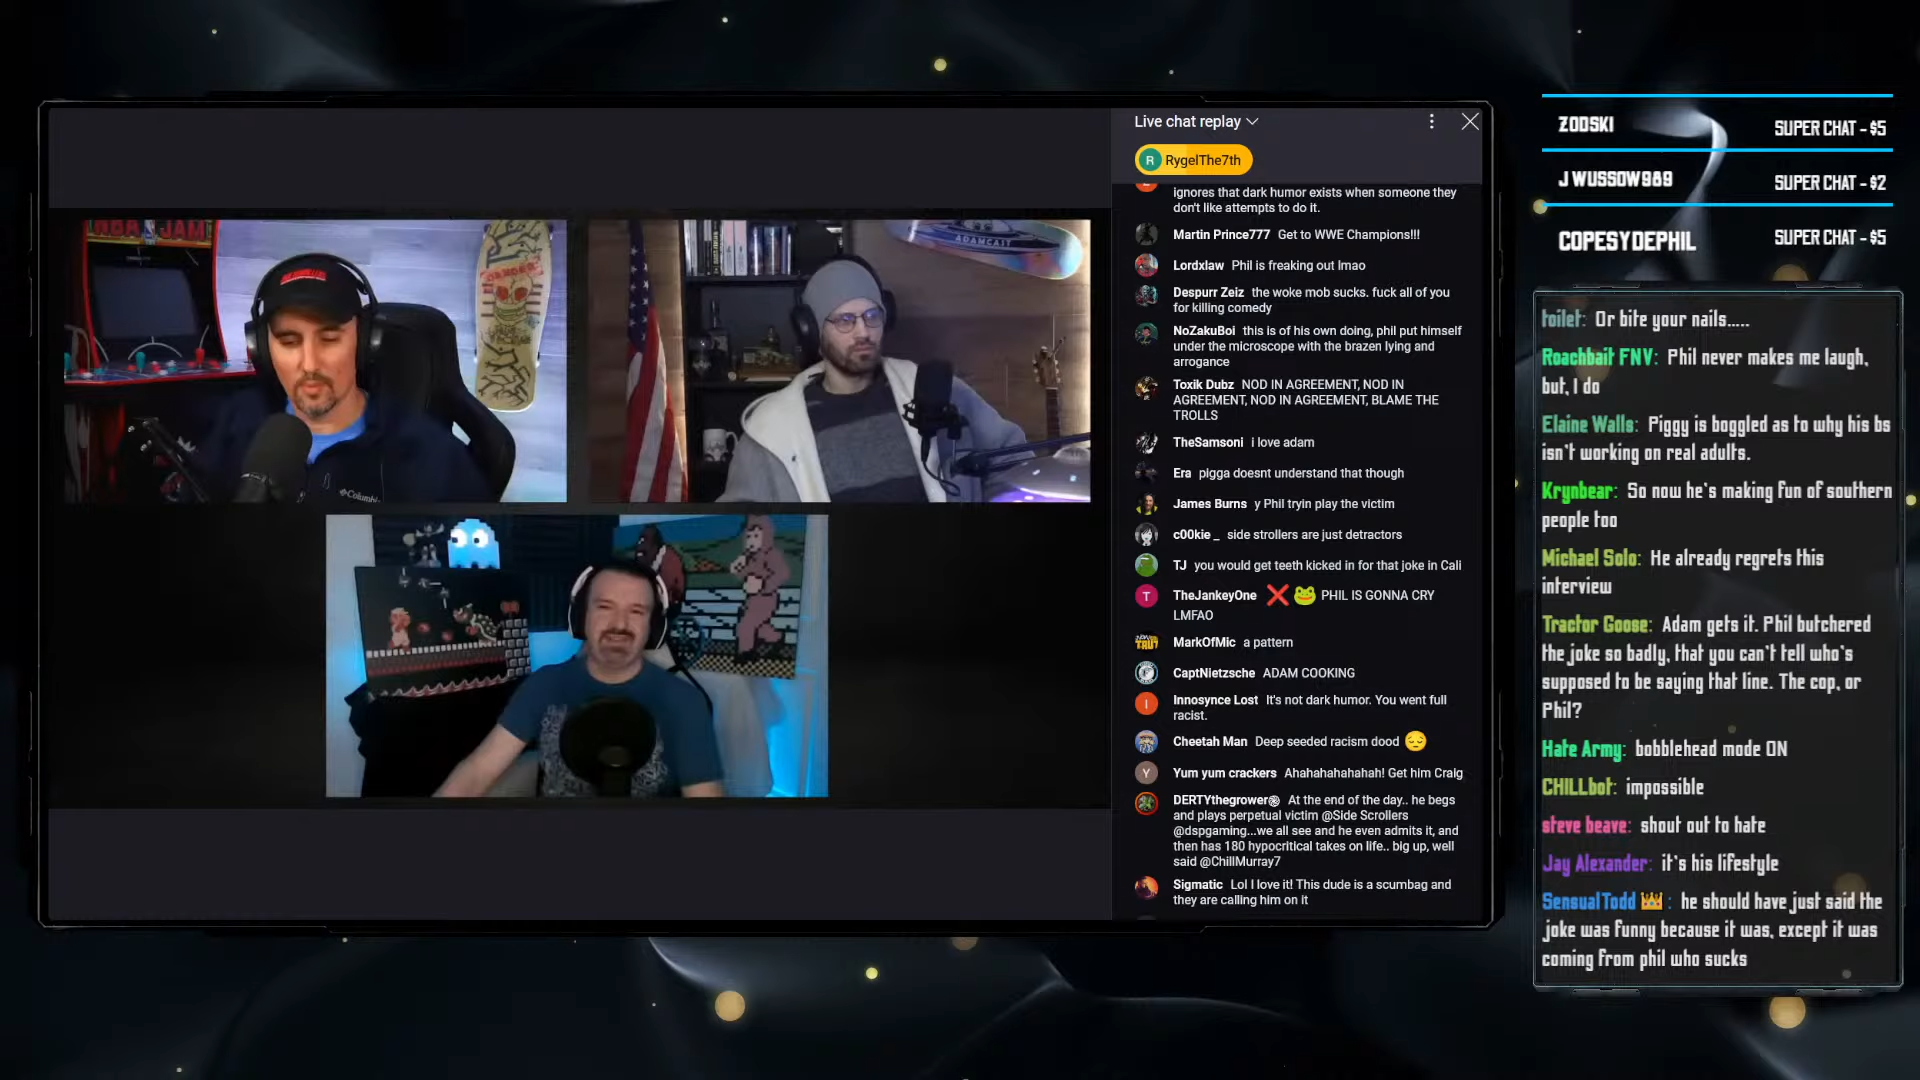 NBA JAM
ADAMCAST
Columbia
Live chat replay
R RygelThe7th
ignores that dark humor exists when someone they
don't like attempts to do it.
Martin Prince777 Get to WWE Champions!!!
Lordxlaw Phil is freaking out lmao
Despurr Zeiz the woke mob sucks. fuck all of you
for killing comedy
NoZakuBoi this is of his own doing, phil put himself
under the microscope with the brazen lying and
arrogance
Toxik Dubz NOD IN AGREEMENT, NOD IN
AGREEMENT, NOD IN AGREEMENT, BLAME THE
TROLLS
TheSamsoni i love adam
Era pigga doesnt understand that though
James Burns y Phil tryin play the victim
c00kie _ side strollers are just detractors
TJ you would get teeth kicked in for that joke in Cali
T TheJankeyOne ❌🐸 PHIL IS GONNA CRY
LMFAO
MarkOfMic a pattern
CaptNietzsche ADAM COOKING
I Innosynce Lost It's not dark humor. You went full
racist.
Cheetah Man Deep seeded racism dood 😔
Y Yum yum crackers Ahahahahahahah! Get him Craig
DERTYthegrower֍ At the end of the day.. he begs
and plays perpetual victim @Side Scrollers
@dspgaming...we all see and he even admits it, and
then has 180 hypocritical takes on life.. big up, well
said @ChillMurray7
Sigmatic Lol I love it! This dude is a scumbag and
they are calling him on it
ZODSKI SUPER CHAT - $5
J WUSSOW989 SUPER CHAT - $2
COPESYDEPHIL SUPER CHAT - $5
toilet: Or bite your nails.....
Roachbait FNV: Phil never makes me laugh,
but, I do
Elaine Walls: Piggy is boggled as to why his bs
isn't working on real adults.
Krynbear: So now he's making fun of southern
people too
Michael Solo: He already regrets this
interview
Tractor Goose: Adam gets it. Phil butchered
the joke so badly, that you can't tell who's
supposed to be saying that line. The cop, or
Phil?
Hate Army: bobblehead mode ON
CHILLbot: impossible
steve beave: shout out to hate
Jay Alexander: it's his lifestyle
SensualTodd 👑 : he should have just said the
joke was funny because it was, except it was
coming from phil who sucks